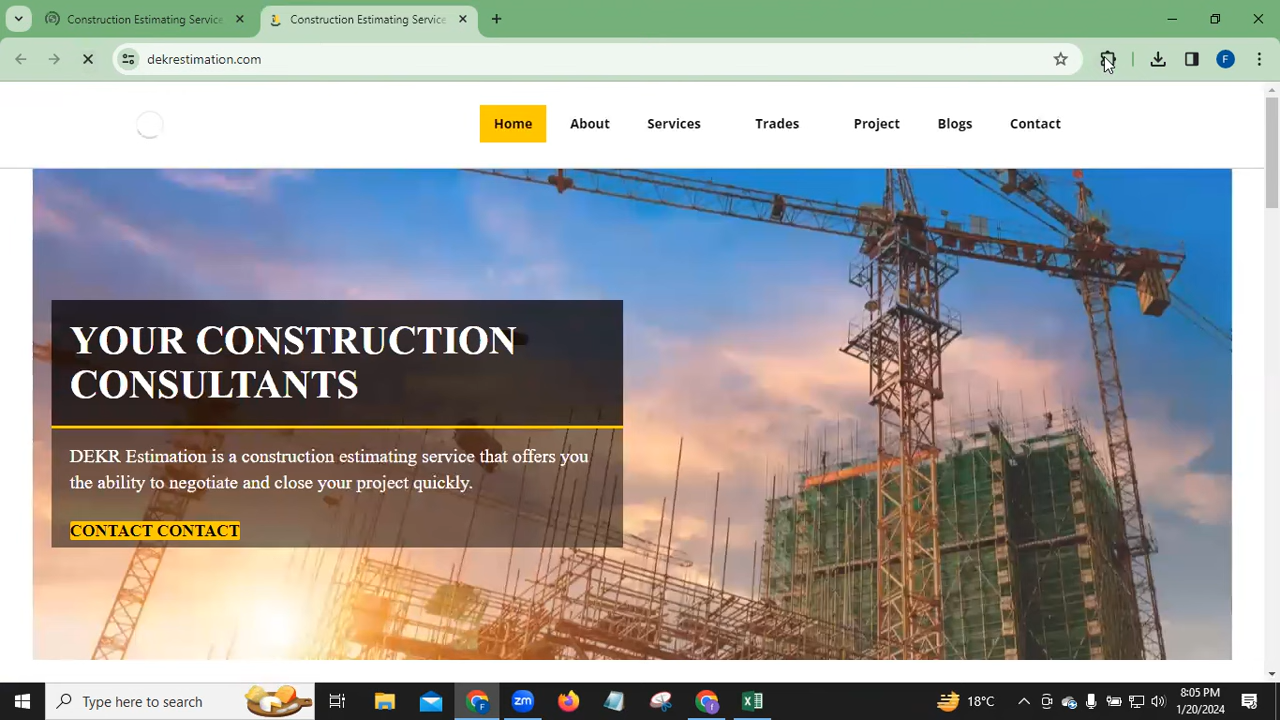 Construction Estimating Service
Construction Estimating Service
dekrestimation.com
F
Home
About
Services
Trades
Project
Blogs
Contact
YOUR CONSTRUCTION
CONSULTANTS
DEKR Estimation is a construction estimating service that offers you
the ability to negotiate and close your project quickly.
CONTACT CONTACT
Type here to search
F
zm
18°C
8:05 PM
1/20/2024